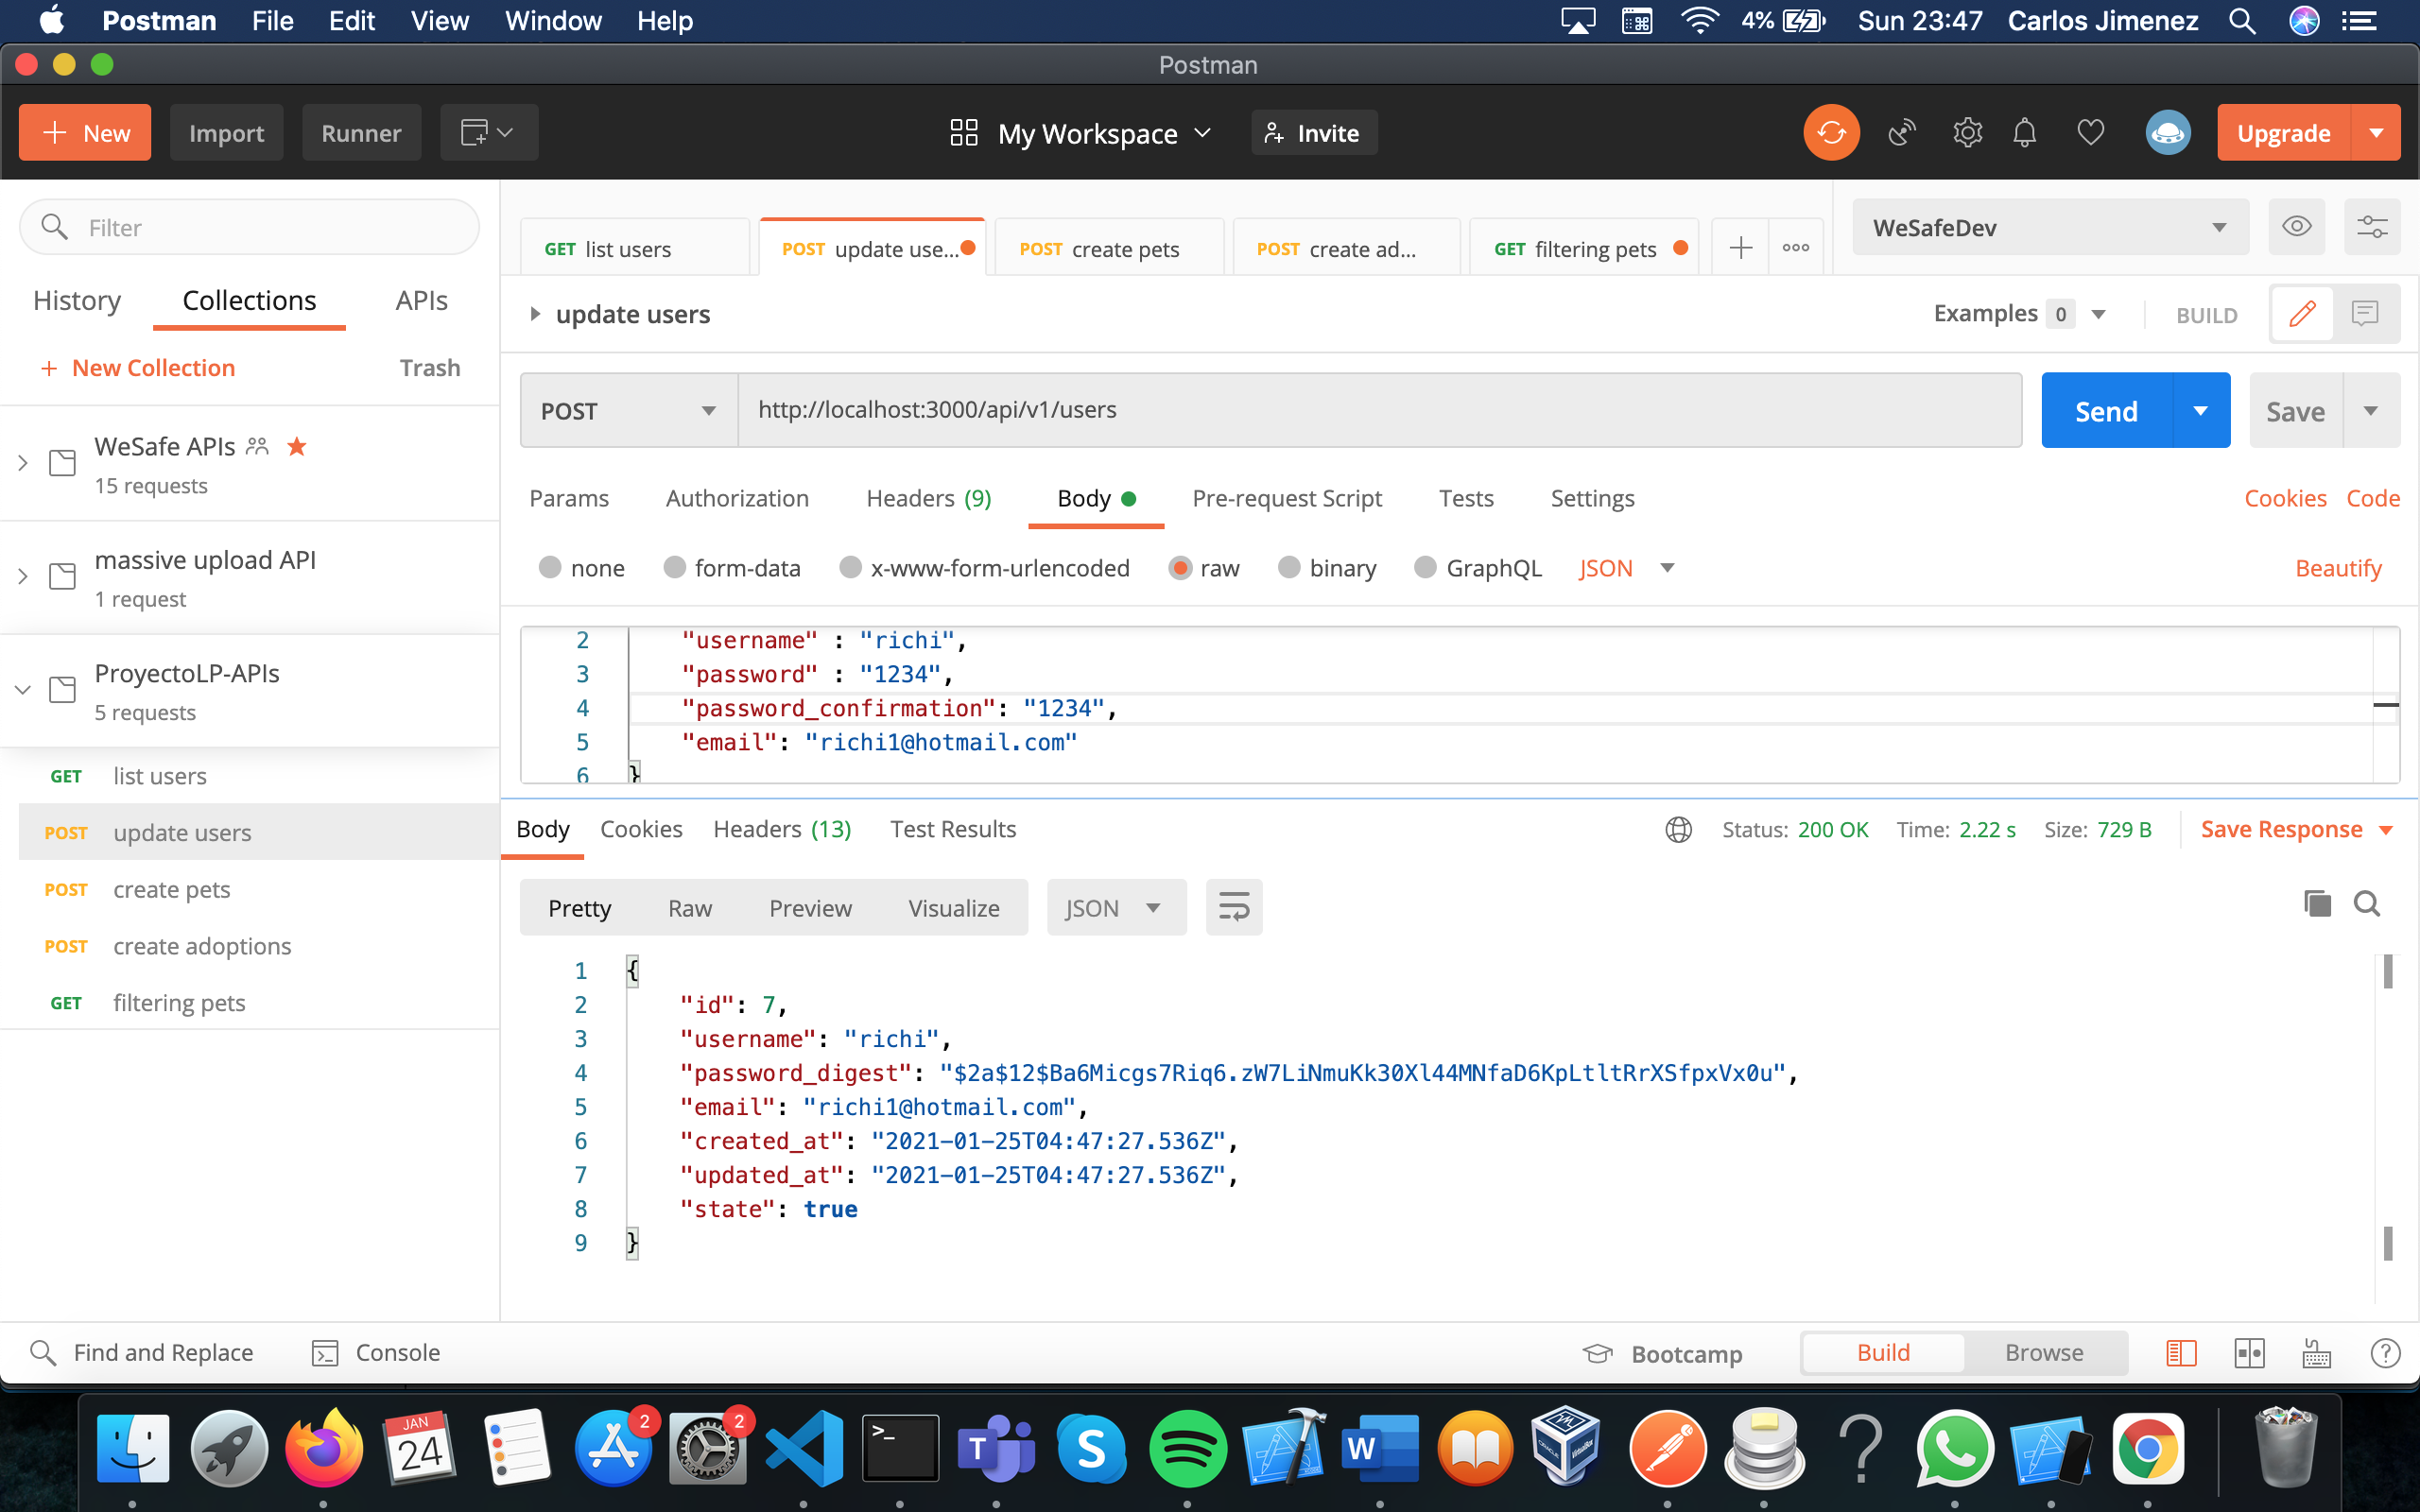 Postman File Edit View Window Help 4% Sun 23:47 Carlos Jimenez
Postman
New Import Runner My Workspace Invite Upgrade
Filter
GET list users POST update use... POST create pets POST create ad... GET filtering pets WeSafeDev
History Collections APIs
update users Examples 0 BUILD
+ New Collection Trash
POST http://localhost:3000/api/v1/users Send Save
WeSafe APIs
15 requests
Params Authorization Headers (9) Body Pre-request Script Tests Settings Cookies Code
massive upload API
1 request
none form-data x-www-form-urlencoded raw binary GraphQL JSON Beautify
ProyectoLP-APIs
5 requests
2 "username" : "richi",
3 "password" : "1234",
4 "password_confirmation": "1234",
5 "email": "richi1@hotmail.com"
6 }
GET list users
POST update users
POST create pets
POST create adoptions
GET filtering pets
Body Cookies Headers (13) Test Results Status: 200 OK Time: 2.22 s Size: 729 B Save Response
Pretty Raw Preview Visualize JSON
1 {
2 "id": 7,
3 "username": "richi",
4 "password_digest": "$2a$12$Ba6Micgs7Riq6.zW7LiNmuKk30Xl44MNfaD6KpLtltRrXSfpxVx0u",
5 "email": "richi1@hotmail.com",
6 "created_at": "2021-01-25T04:47:27.536Z",
7 "updated_at": "2021-01-25T04:47:27.536Z",
8 "state": true
9 }
Find and Replace Console Bootcamp Build Browse
JAN
24
2
2
>_
T
S
W